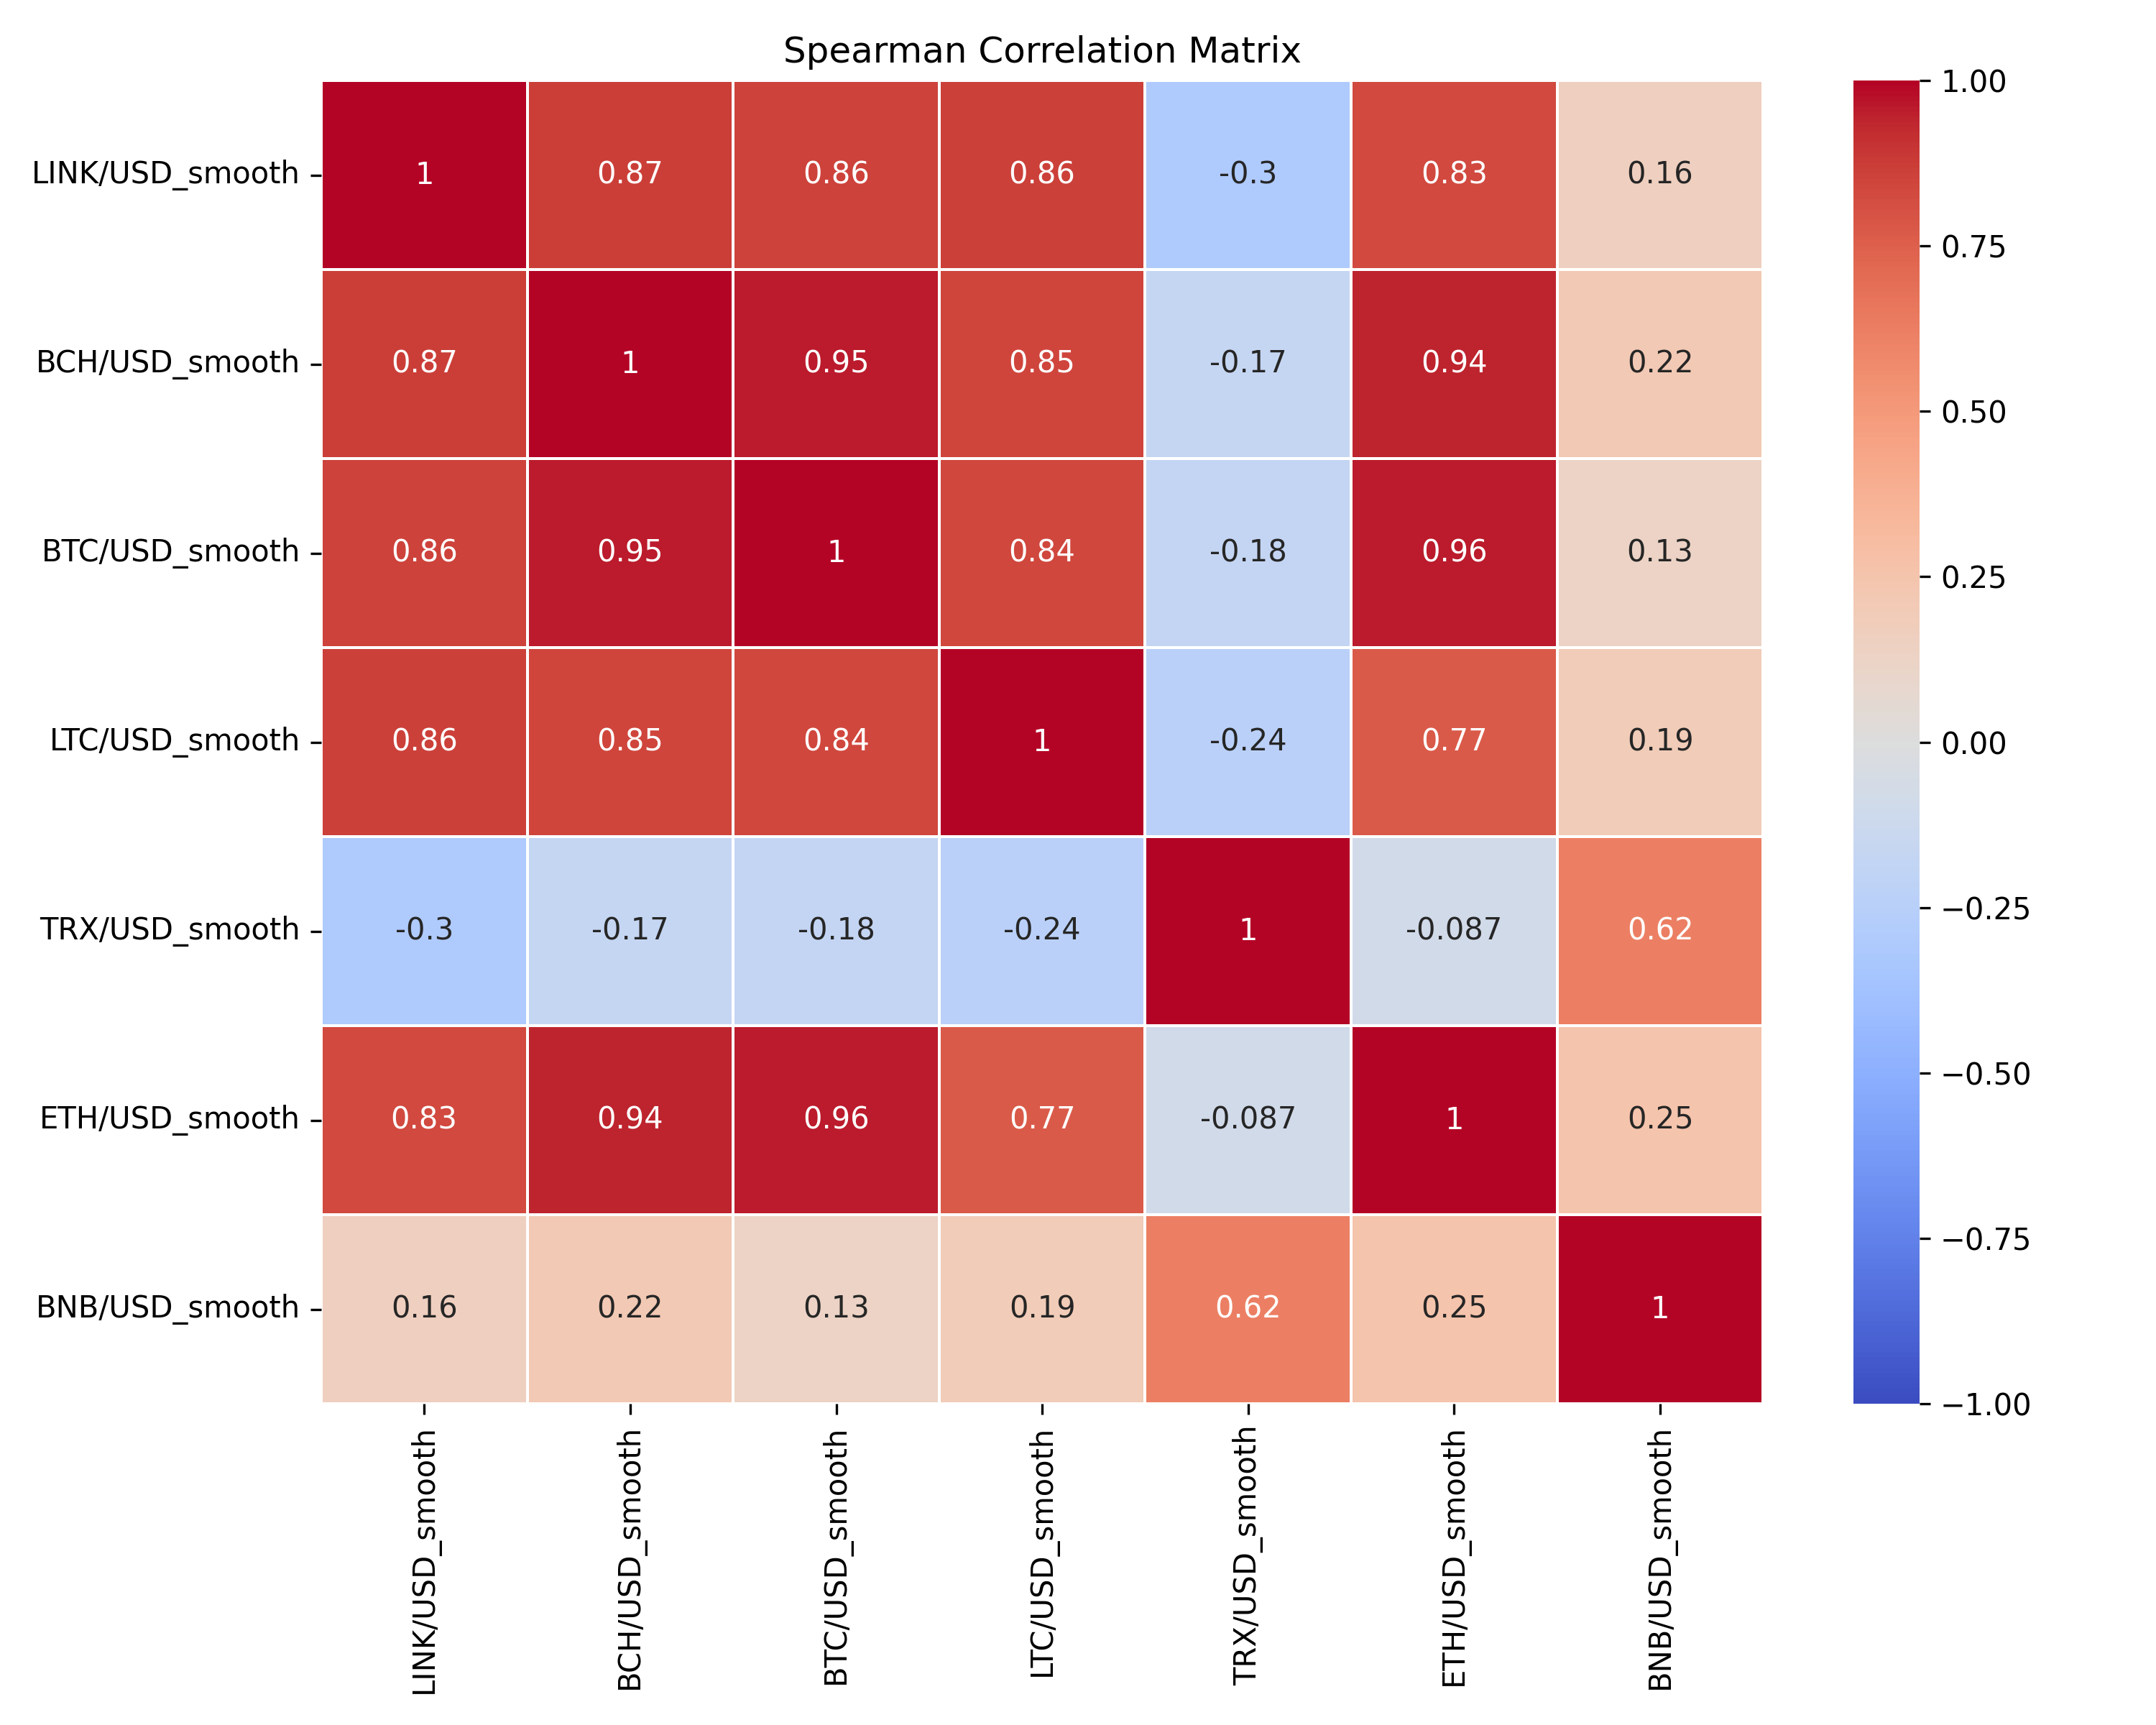 Spearman Correlation Matrix
LINK/USD_smooth 1 0.87 0.86 0.86 -0.3 0.83 0.16
BCH/USD_smooth 0.87 1 0.95 0.85 -0.17 0.94 0.22
BTC/USD_smooth 0.86 0.95 1 0.84 -0.18 0.96 0.13
LTC/USD_smooth 0.86 0.85 0.84 1 -0.24 0.77 0.19
TRX/USD_smooth -0.3 -0.17 -0.18 -0.24 1 -0.087 0.62
ETH/USD_smooth 0.83 0.94 0.96 0.77 -0.087 1 0.25
BNB/USD_smooth 0.16 0.22 0.13 0.19 0.62 0.25 1
LINK/USD_smooth
BCH/USD_smooth
BTC/USD_smooth
LTC/USD_smooth
TRX/USD_smooth
ETH/USD_smooth
BNB/USD_smooth
1.00
0.75
0.50
0.25
0.00
−0.25
−0.50
−0.75
−1.00